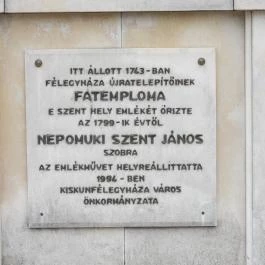 ITT ÁLLOTT 1743-BAN
FÉLEGYHÁZA ÚJRATELEPÍTŐINEK
FATEMPLOMA
E SZENT HELY EMLÉKÉT ŐRIZTE
AZ 1799-IK ÉVTŐL
NEPOMUKI SZENT JÁNOS
SZOBRA
AZ EMLÉKMŰVET HELYREÁLLÍTTATTA
1994-BEN
KISKUNFÉLEGYHÁZA VÁROS
ÖNKORMÁNYZATA